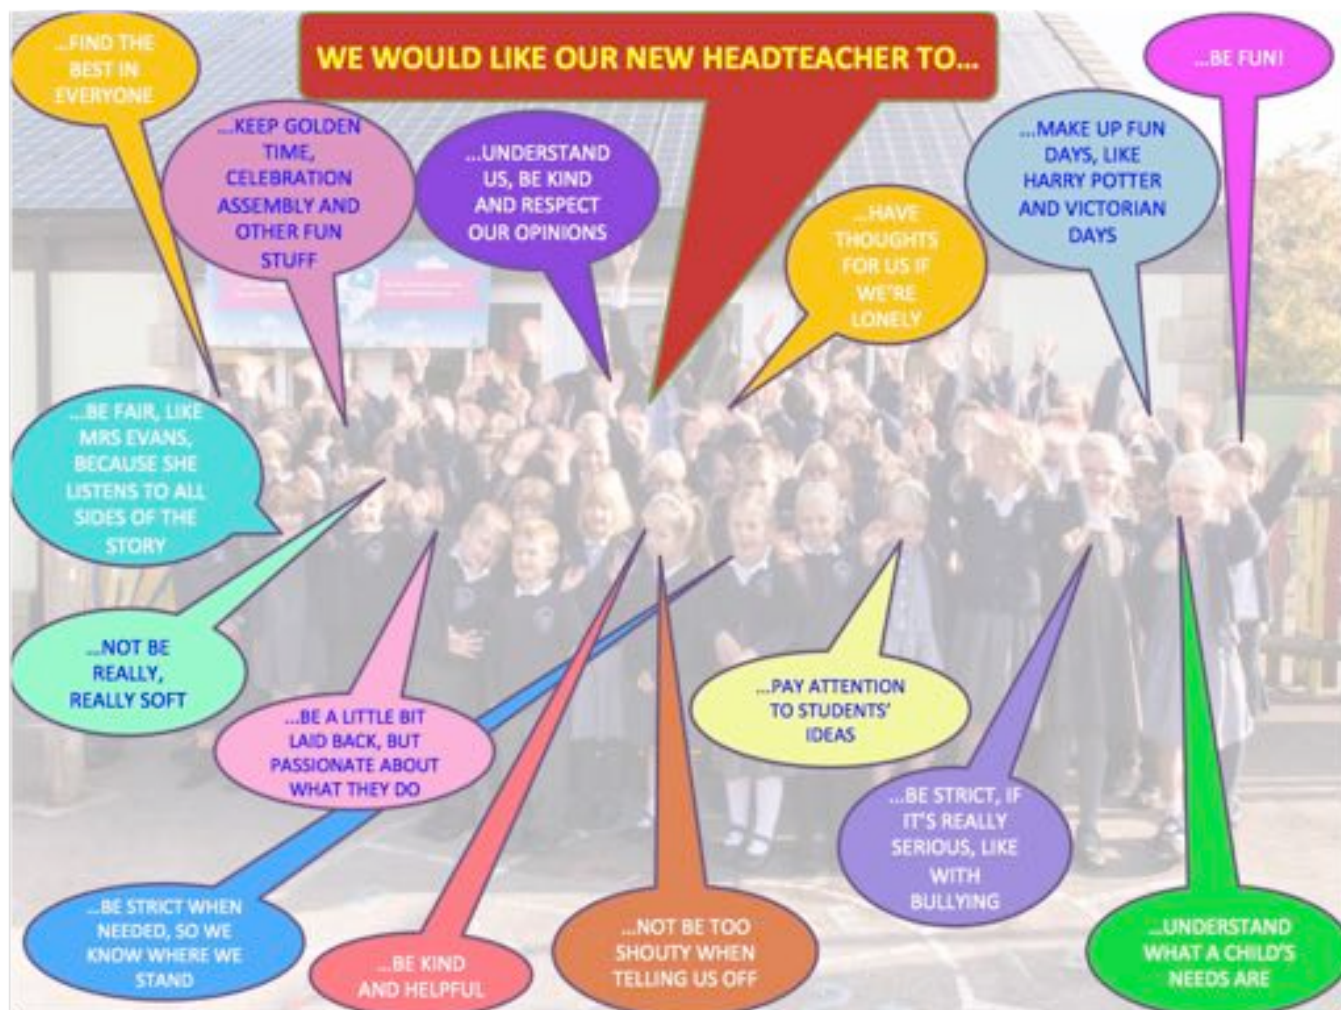 WE WOULD LIKE OUR NEW HEADTEACHER TO...
...FIND THE
BEST IN
EVERYONE
...KEEP GOLDEN
TIME,
CELEBRATION
ASSEMBLY AND
OTHER FUN
STUFF
...UNDERSTAND
US, BE KIND
AND RESPECT
OUR OPINIONS
...HAVE
THOUGHTS
FOR US IF
WE'RE
LONELY
...MAKE UP FUN
DAYS, LIKE
HARRY POTTER
AND VICTORIAN
DAYS
...BE FUN!
...BE FAIR, LIKE
MRS EVANS,
BECAUSE SHE
LISTENS TO ALL
SIDES OF THE
STORY
...NOT BE
REALLY,
REALLY SOFT
...BE A LITTLE BIT
LAID BACK, BUT
PASSIONATE ABOUT
WHAT THEY DO
...PAY ATTENTION
TO STUDENTS'
IDEAS
...BE STRICT, IF
IT'S REALLY
SERIOUS, LIKE
WITH
BULLYING
...BE STRICT WHEN
NEEDED, SO WE
KNOW WHERE WE
STAND
...BE KIND
AND HELPFUL
...NOT BE TOO
SHOUTY WHEN
TELLING US OFF
...UNDERSTAND
WHAT A CHILD'S
NEEDS ARE